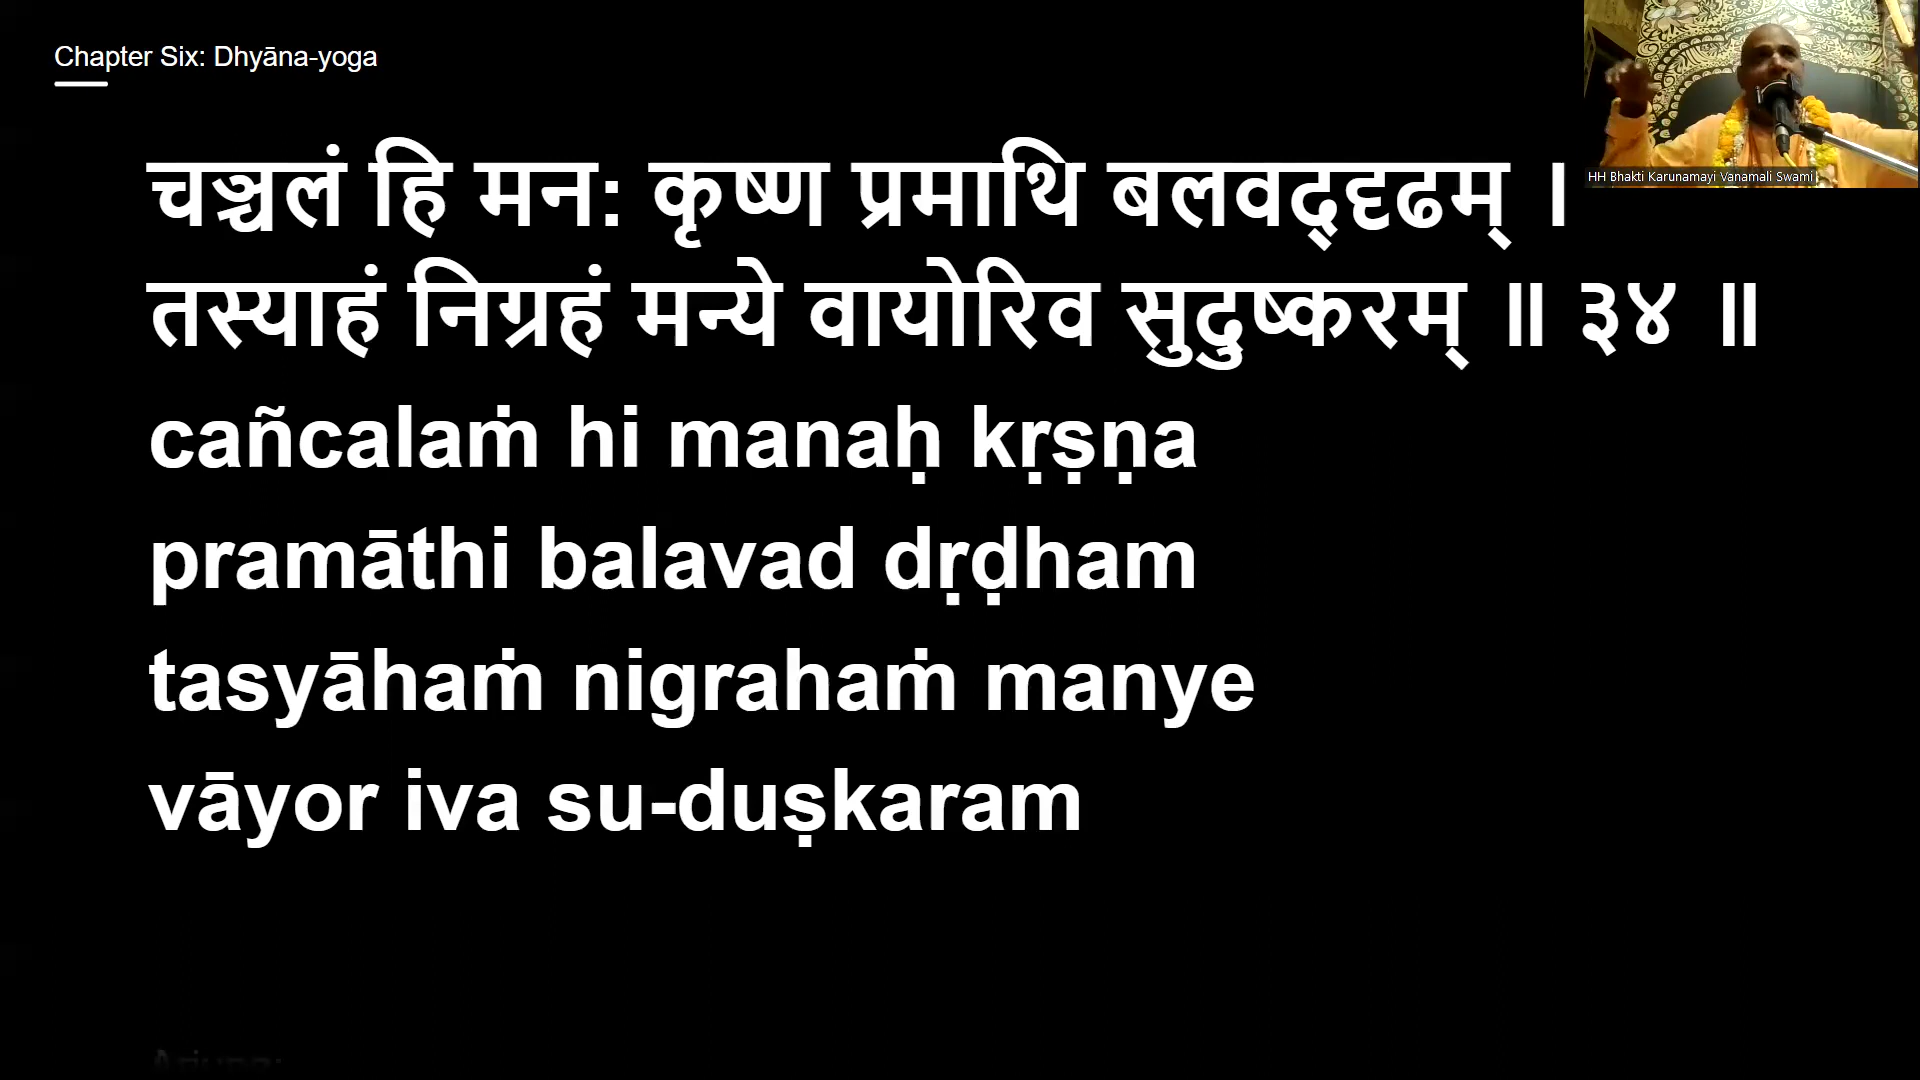 Chapter Six: Dhyāna-yoga
HH Bhakti Karunamayi Vanamali Swami
चञ्चलं हि मन: कृष्ण प्रमाथि बलवद्‍दृढम् ।
तस्याहं निग्रहं मन्ये वायोरिव सुदुष्करम् ॥ ३४ ॥
cañcalaṁ hi manaḥ kṛṣṇa
pramāthi balavad dṛḍham
tasyāhaṁ nigrahaṁ manye
vāyor iva su-duṣkaram